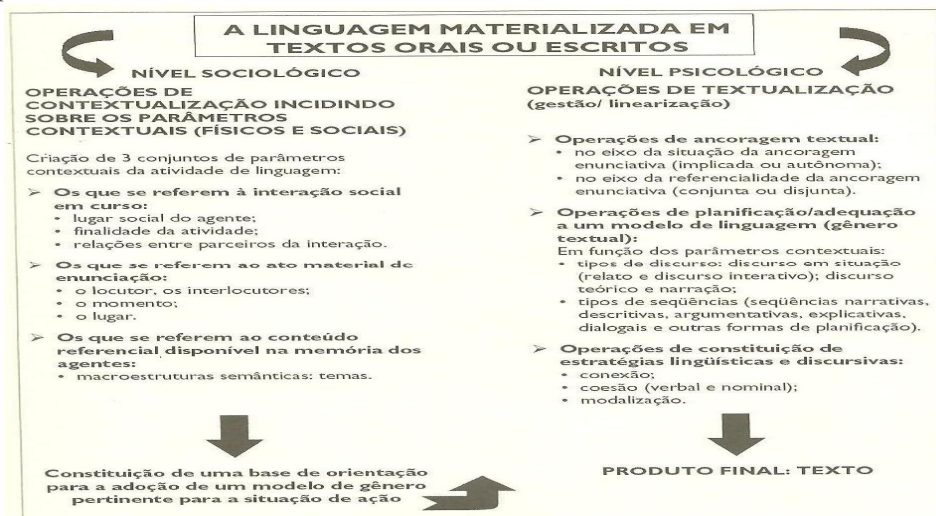 A LINGUAGEM MATERIALIZADA EM
TEXTOS ORAIS OU ESCRITOS
NÍVEL SOCIOLÓGICO
OPERAÇÕES DE
CONTEXTUALIZAÇÃO INCIDINDO
SOBRE OS PARÂMETROS
CONTEXTUAIS (FÍSICOS E SOCIAIS)
Criação de 3 conjuntos de parâmetros
contextuais da atividade de linguagem:
➢ Os que se referem à interação social
em curso:
• lugar social do agente;
• finalidade da atividade;
• relações entre parceiros da interação.
➢ Os que se referem ao ato material de
enunciação:
• o locutor, os interlocutores;
• o momento;
• o lugar.
➢ Os que se referem ao conteúdo
referencial disponível na memória dos
agentes:
• macroestruturas semânticas: temas.
Constituição de uma base de orientação
para a adoção de um modelo de gênero
pertinente para a situação de ação
NÍVEL PSICOLÓGICO
OPERAÇÕES DE TEXTUALIZAÇÃO
(gestão/ linearização)
➢ Operações de ancoragem textual:
• no eixo da situação da ancoragem
enunciativa (implicada ou autônoma);
• no eixo da referencialidade da ancoragem
enunciativa (conjunta ou disjunta).
➢ Operações de planificação/adequação
a um modelo de linguagem (gênero
textual):
Em função dos parâmetros contextuais:
• tipos de discurso: discurso em situação
(relato e discurso interativo); discurso
teórico e narração;
• tipos de seqüências (seqüências narrativas,
descritivas, argumentativas, explicativas,
dialogais e outras formas de planificação).
➢ Operações de constituição de
estratégias lingüísticas e discursivas:
• conexão;
• coesão (verbal e nominal);
• modalização.
PRODUTO FINAL: TEXTO